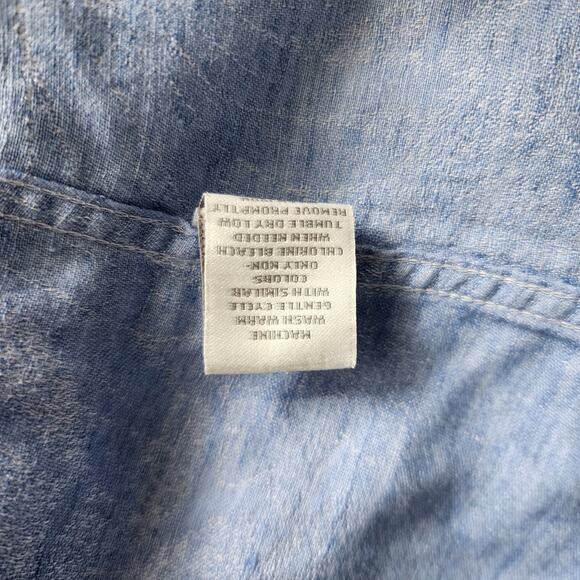 MACHINE
WASH WARM
GENTLE CYCLE
WITH SIMILAR
COLORS
ONLY NON-
CHLORINE BLEACH
WHEN NEEDED
TUMBLE DRY LOW
REMOVE PROMPTLY